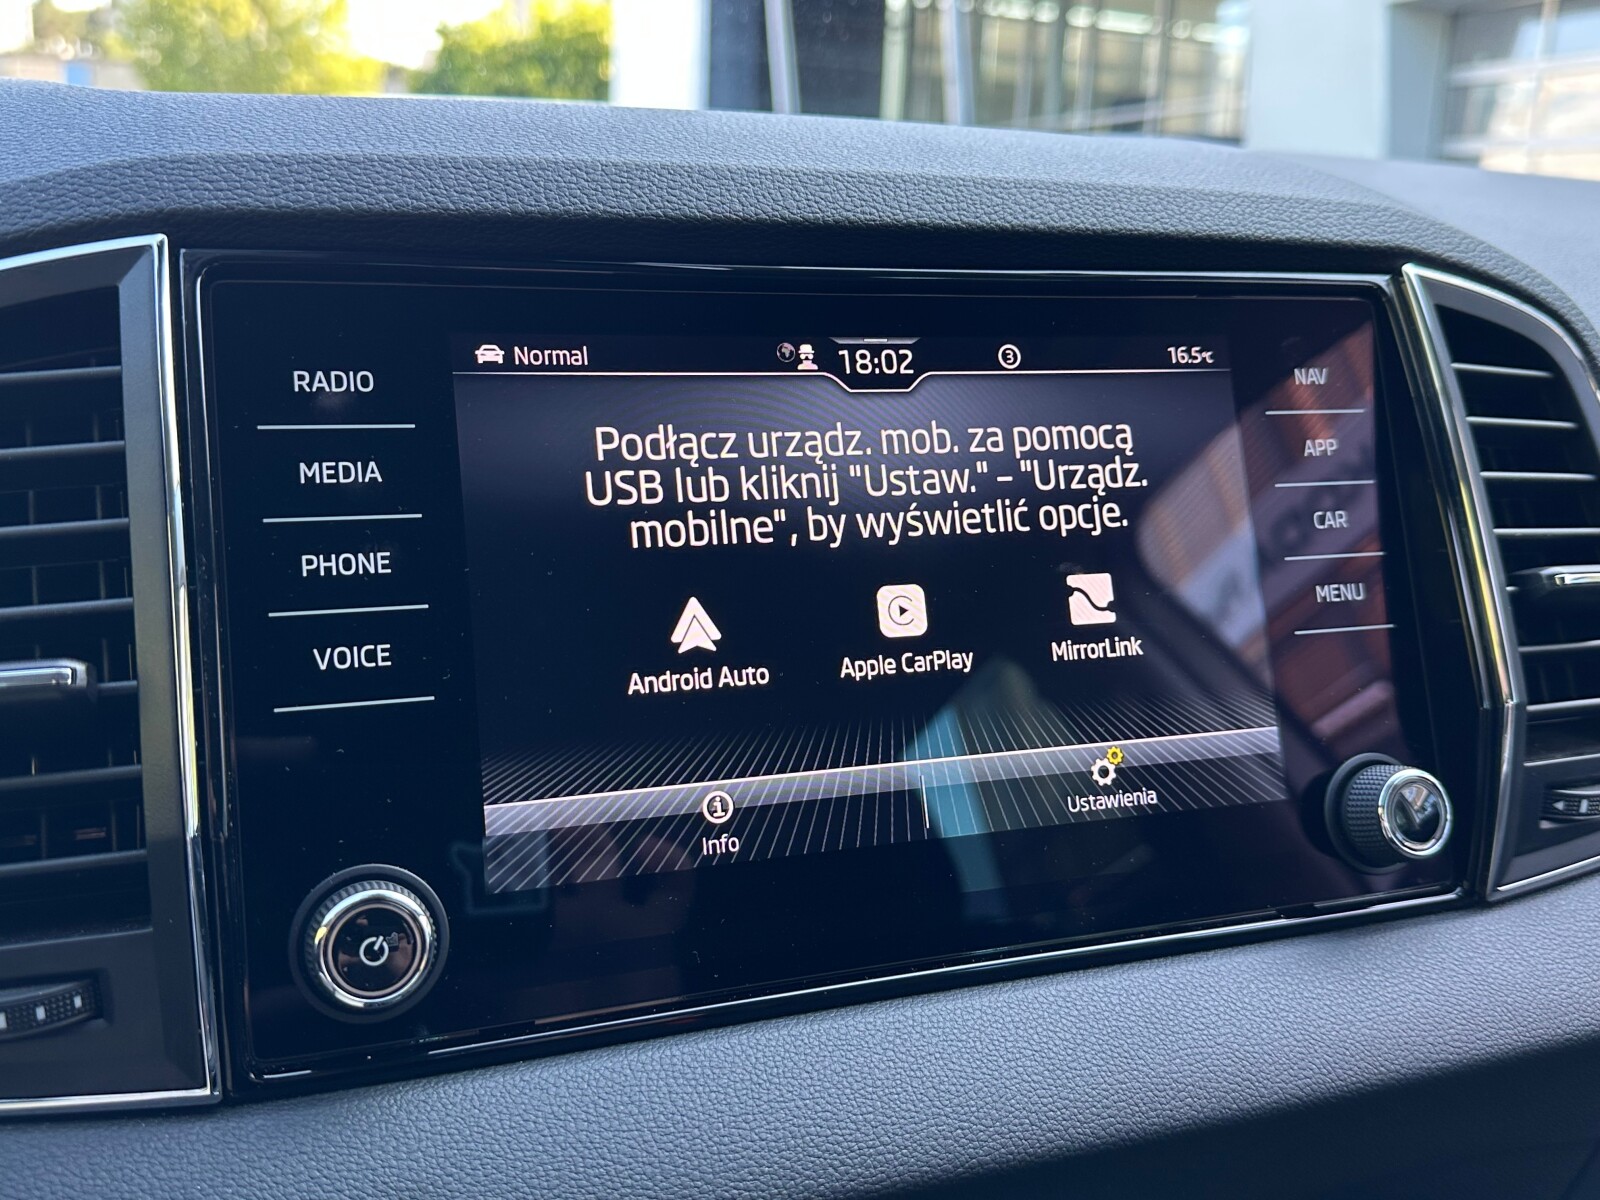 RADIO
MEDIA
PHONE
VOICE
Normal
18:02
3
16.5°C
Podłącz urządz. mob. za pomocą
USB lub kliknij "Ustaw." – "Urządz.
mobilne", by wyświetlić opcje.
Android Auto
Apple CarPlay
MirrorLink
Info
Ustawienia
NAV
APP
CAR
MENU